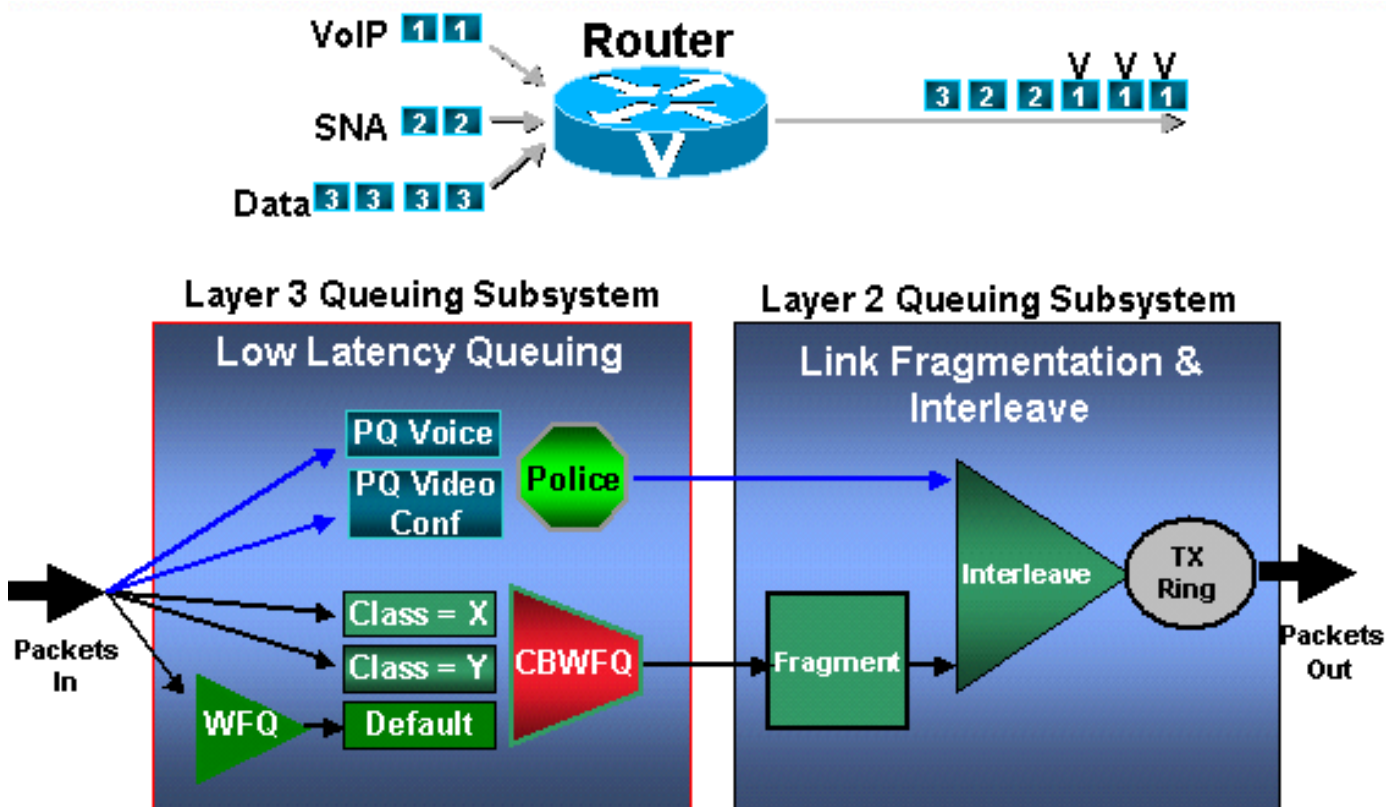 VoIP 1 1
Router
V V V
3 2 2 1 1 1
SNA 2 2
V
Data 3 3 3 3
Layer 3 Queuing Subsystem
Layer 2 Queuing Subsystem
Low Latency Queuing
Link Fragmentation &
Interleave
PQ Voice
PQ Video
Conf
Police
Class = X
Class = Y
CBWFQ
WFQ
Default
Packets
In
Fragment
Interleave
TX
Ring
Packets
Out